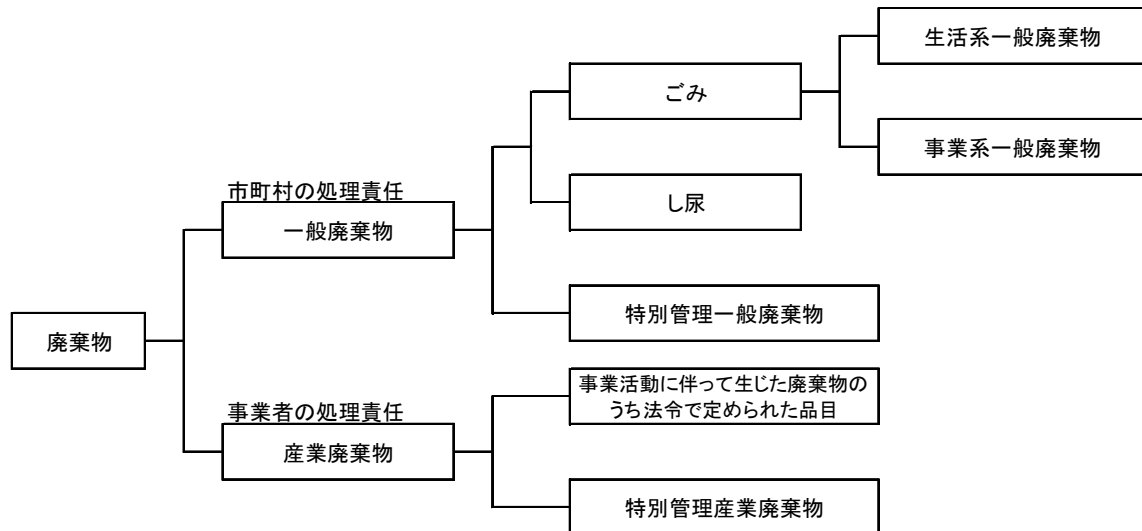 生活系一般廃棄物
ごみ
事業系一般廃棄物
市町村の処理責任
し尿
一般廃棄物
特別管理一般廃棄物
廃棄物
事業活動に伴って生じた廃棄物の
うち法令で定められた品目
事業者の処理責任
産業廃棄物
特別管理産業廃棄物